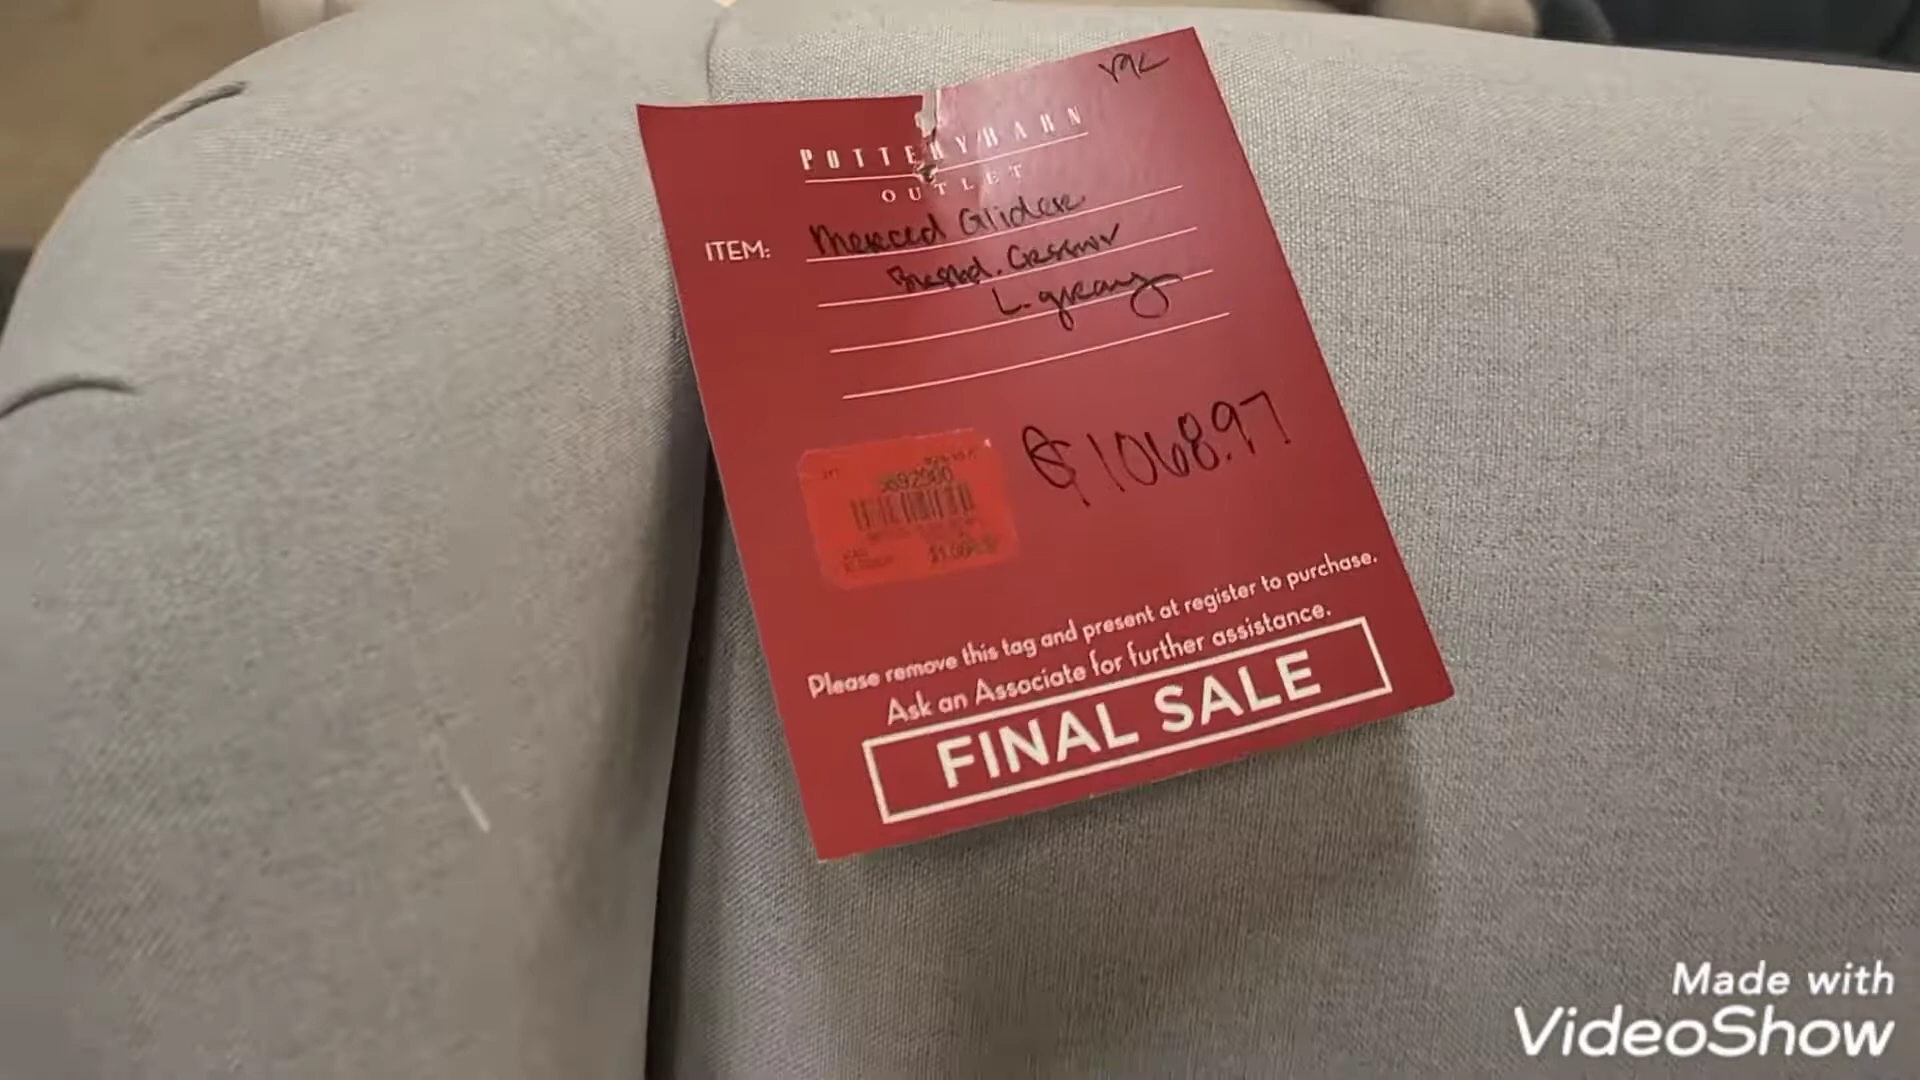 POTTERY BARN
OUTLET
ITEM: Merced Glider
L. gray
$1068.97
Please remove this tag and present at register to purchase.
Ask an Associate for further assistance.
FINAL SALE
Made with
VideoShow